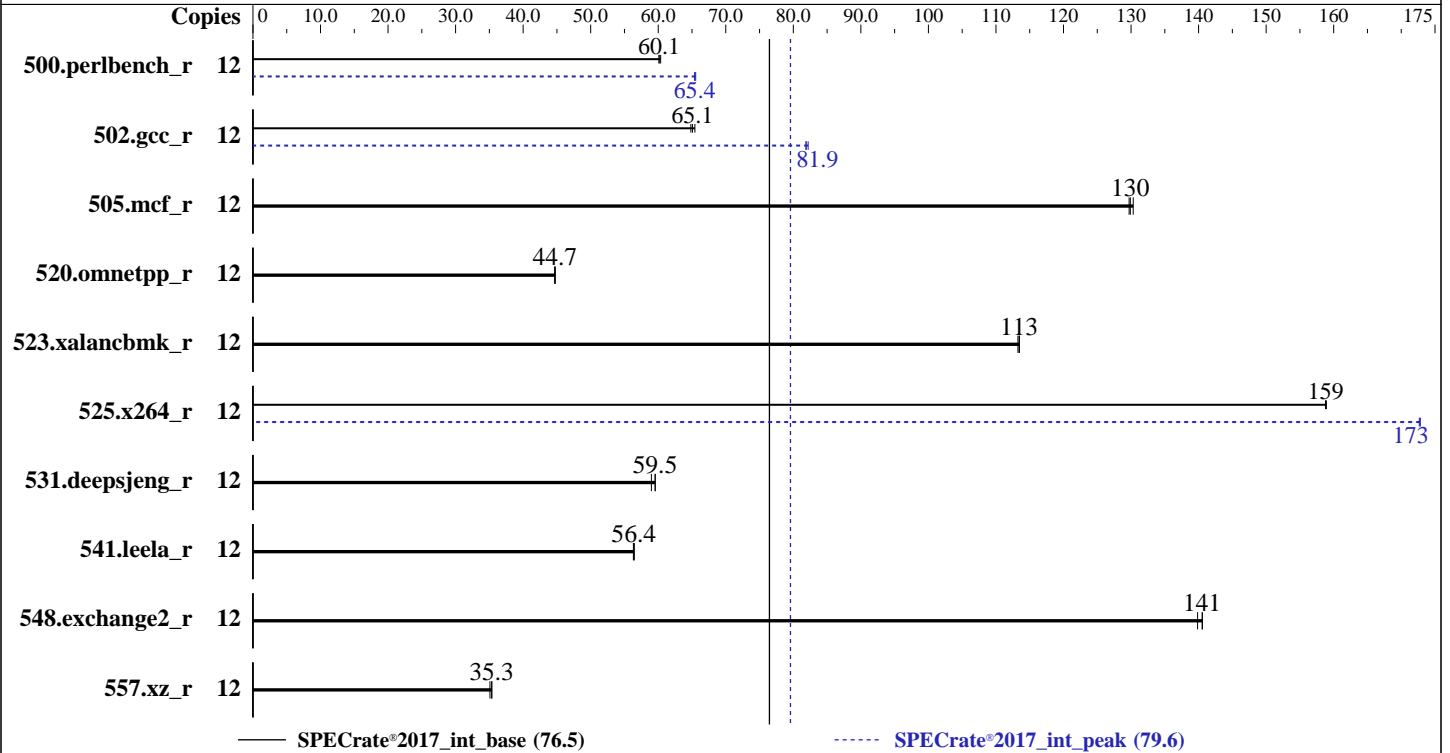 Copies 0 10.0 20.0 30.0 40.0 50.0 60.0 70.0 80.0 90.0 100 110 120 130 140 150 160 175
60.1
500.perlbench_r 12
65.4
65.1
502.gcc_r 12
81.9
130
505.mcf_r 12
44.7
520.omnetpp_r 12
113
523.xalancbmk_r 12
159
525.x264_r 12
173
59.5
531.deepsjeng_r 12
56.4
541.leela_r 12
141
548.exchange2_r 12
35.3
557.xz_r 12
SPECrate®2017_int_base (76.5) SPECrate®2017_int_peak (79.6)